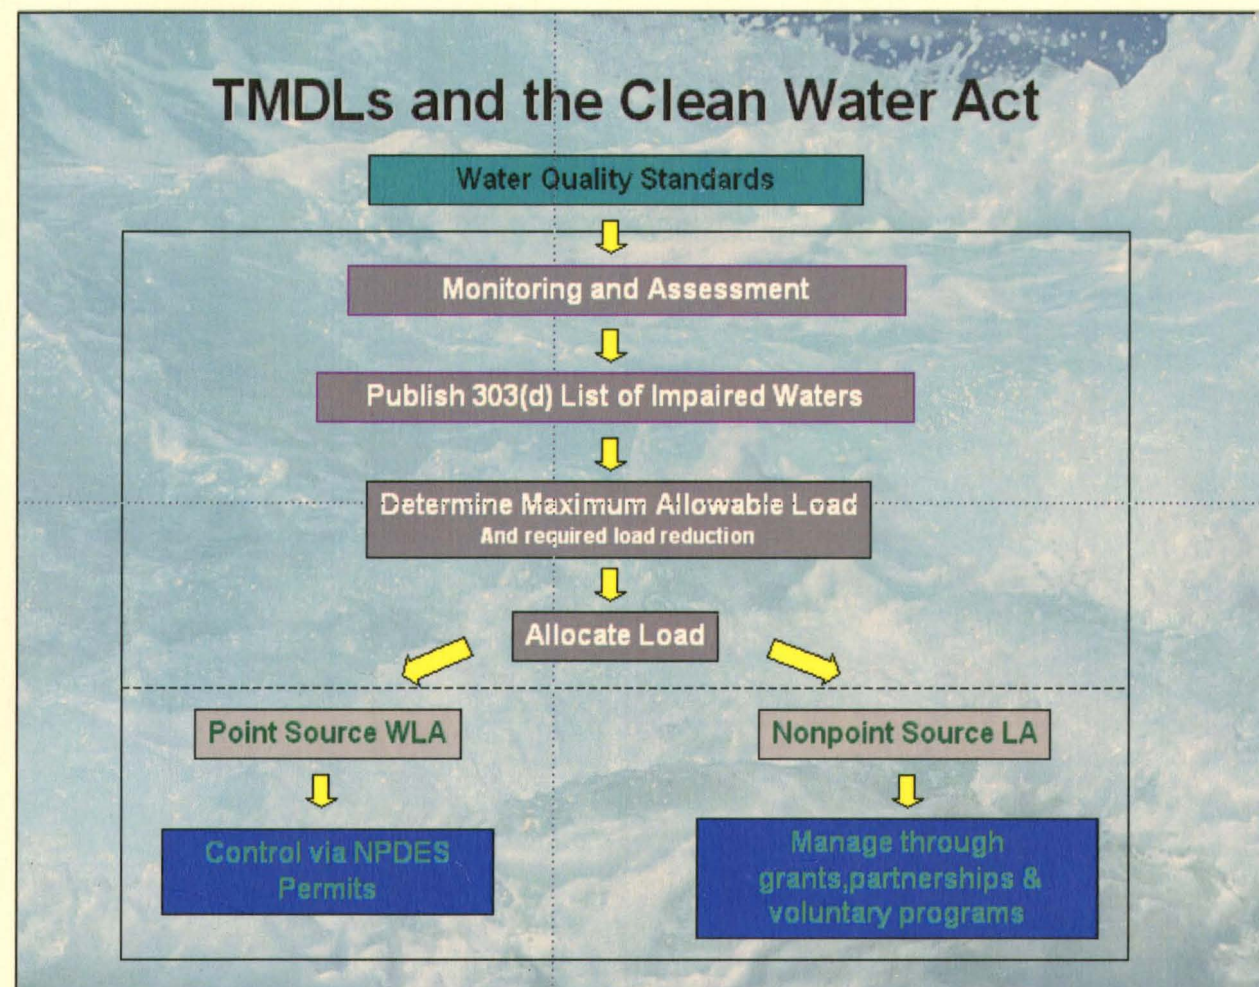 TMDLs and the Clean Water Act
Water Quality Standards
Monitoring and Assessment
Publish 303(d) List of Impaired Waters
Determine Maximum Allowable Load
And required load reduction
Allocate Load
Point Source WLA
Nonpoint Source LA
Control via NPDES
Permits
Manage through
grants,partnerships &
voluntary programs